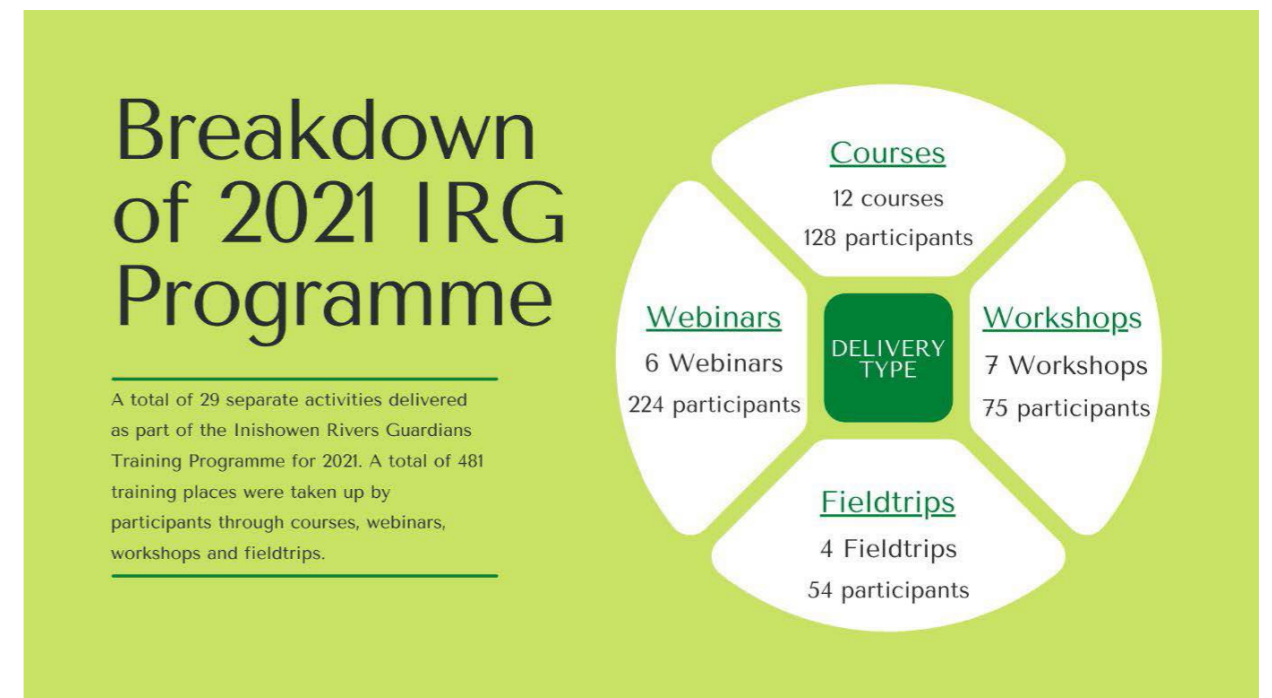 Breakdown
of 2021 IRG
Programme
A total of 29 separate activities delivered
as part of the Inishowen Rivers Guardians
Training Programme for 2021. A total of 481
training places were taken up by
participants through courses, webinars,
workshops and fieldtrips.
Courses
12 courses
128 participants
Webinars
6 Webinars
224 participants
DELIVERY
TYPE
Workshops
7 Workshops
75 participants
Fieldtrips
4 Fieldtrips
54 participants